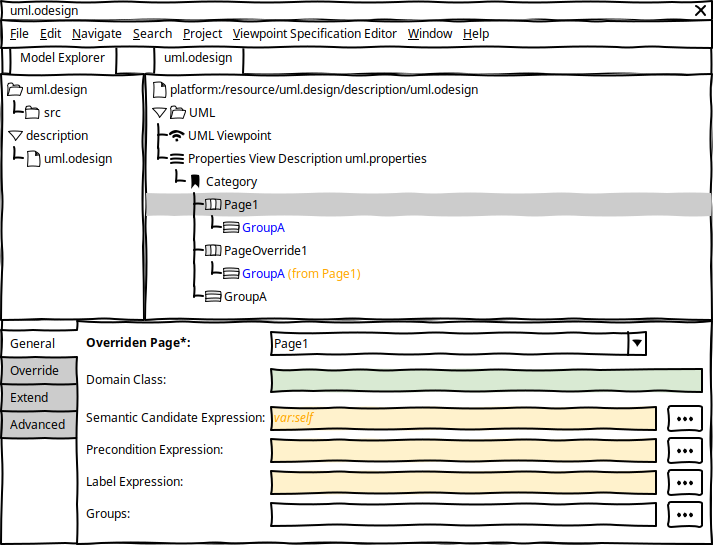 uml.odesign
File Edit Navigate Search Project Viewpoint Specification Editor Window Help
Model Explorer
uml.odesign
uml.design
src
description
uml.odesign
platform:/resource/uml.design/description/uml.odesign
UML
UML Viewpoint
Properties View Description uml.properties
Category
Page1
GroupA
PageOverride1
GroupA (from Page1)
GroupA
General
Override
Extend
Advanced
Overriden Page*: Page1
Domain Class:
Semantic Candidate Expression: var:self
Precondition Expression:
Label Expression:
Groups: